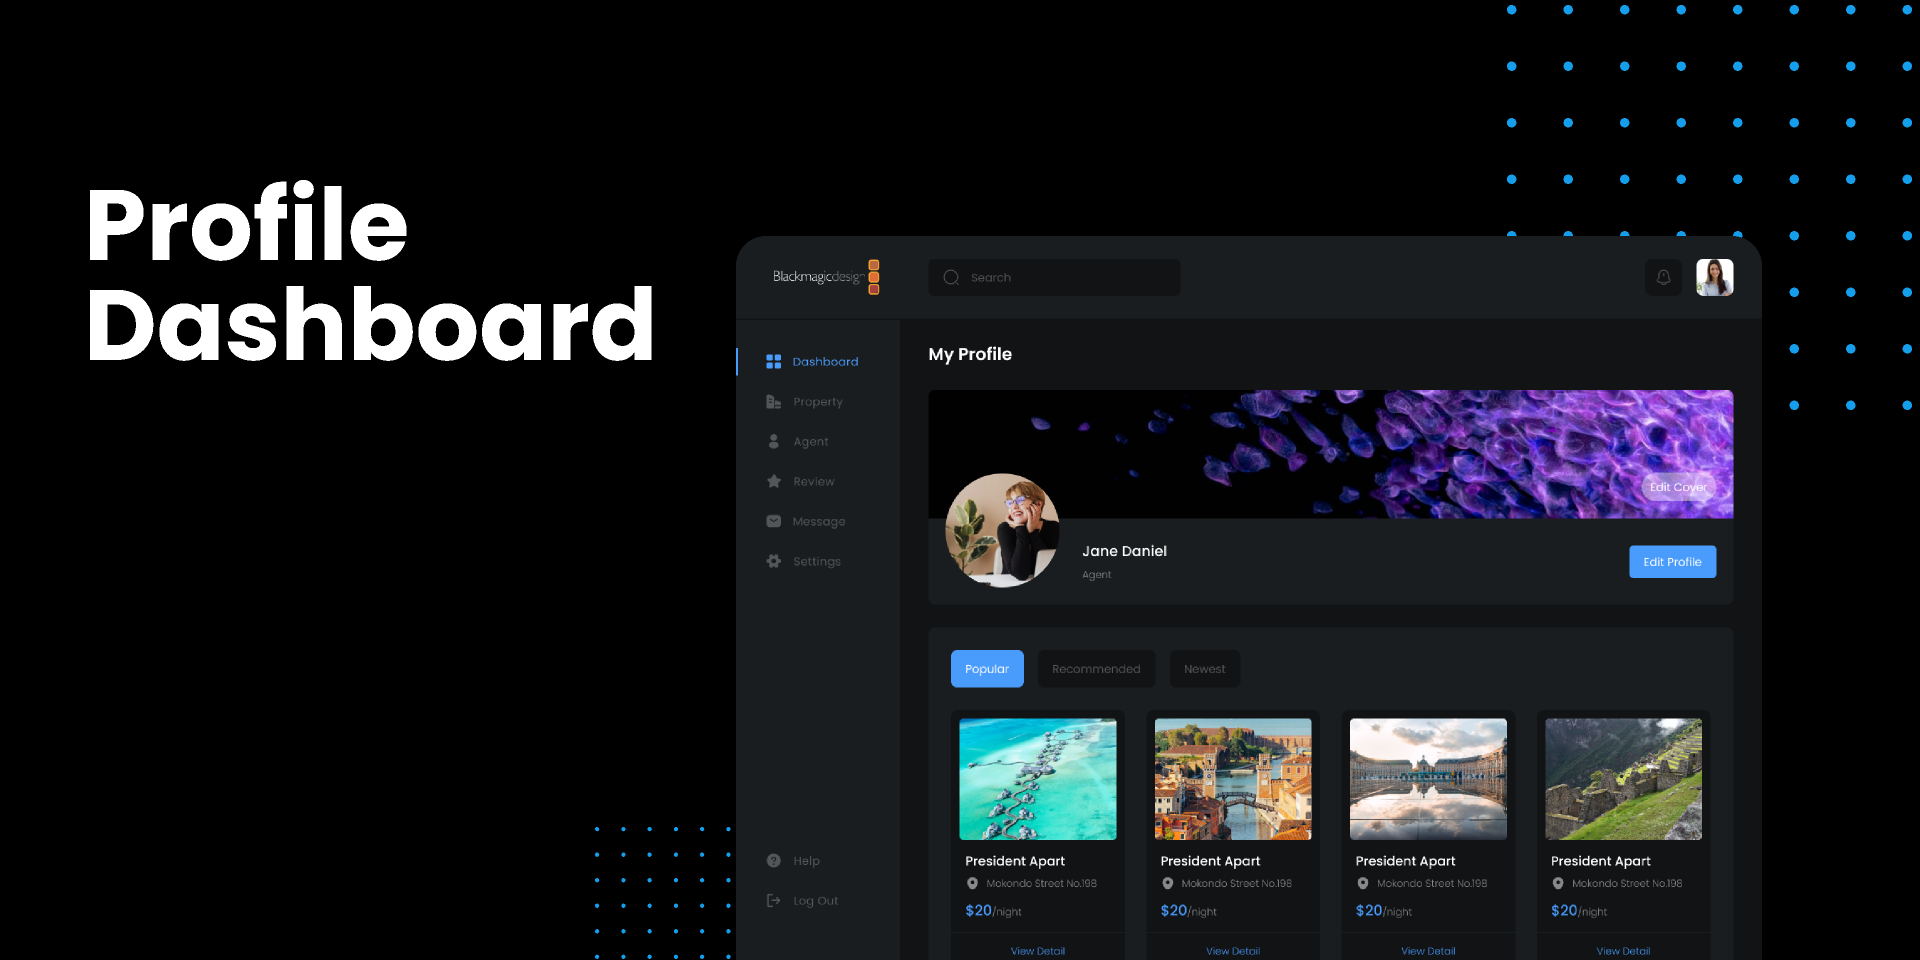 Profile
Dashboard
Blackmagicdesign
Search
Dashboard
Property
Agent
Review
Message
Settings
Help
Log Out
My Profile
Edit Cover
Jane Daniel
Agent
Edit Profile
Popular
Recommended
Newest
President Apart
Mokondo Street No.198
$20/night
View Detail
President Apart
Mokondo Street No.198
$20/night
View Detail
President Apart
Mokondo Street No.198
$20/night
View Detail
President Apart
Mokondo Street No.198
$20/night
View Detail